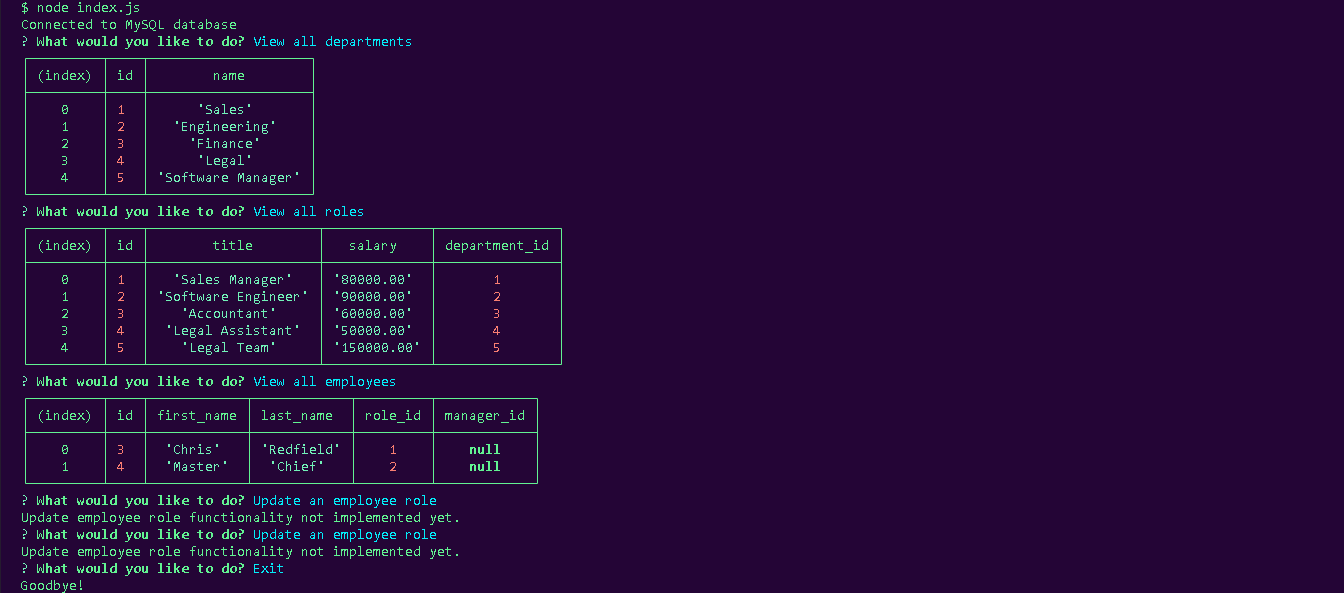 $ node index.js
Connected to MySQL database
? What would you like to do? View all departments
(index) id name
0 1 'Sales'
1 2 'Engineering'
2 3 'Finance'
3 4 'Legal'
4 5 'Software Manager'
? What would you like to do? View all roles
(index) id title salary department_id
0 1 'Sales Manager' '80000.00' 1
1 2 'Software Engineer' '90000.00' 2
2 3 'Accountant' '60000.00' 3
3 4 'Legal Assistant' '50000.00' 4
4 5 'Legal Team' '150000.00' 5
? What would you like to do? View all employees
(index) id first_name last_name role_id manager_id
0 3 'Chris' 'Redfield' 1 null
1 4 'Master' 'Chief' 2 null
? What would you like to do? Update an employee role
Update employee role functionality not implemented yet.
? What would you like to do? Update an employee role
Update employee role functionality not implemented yet.
? What would you like to do? Exit
Goodbye!